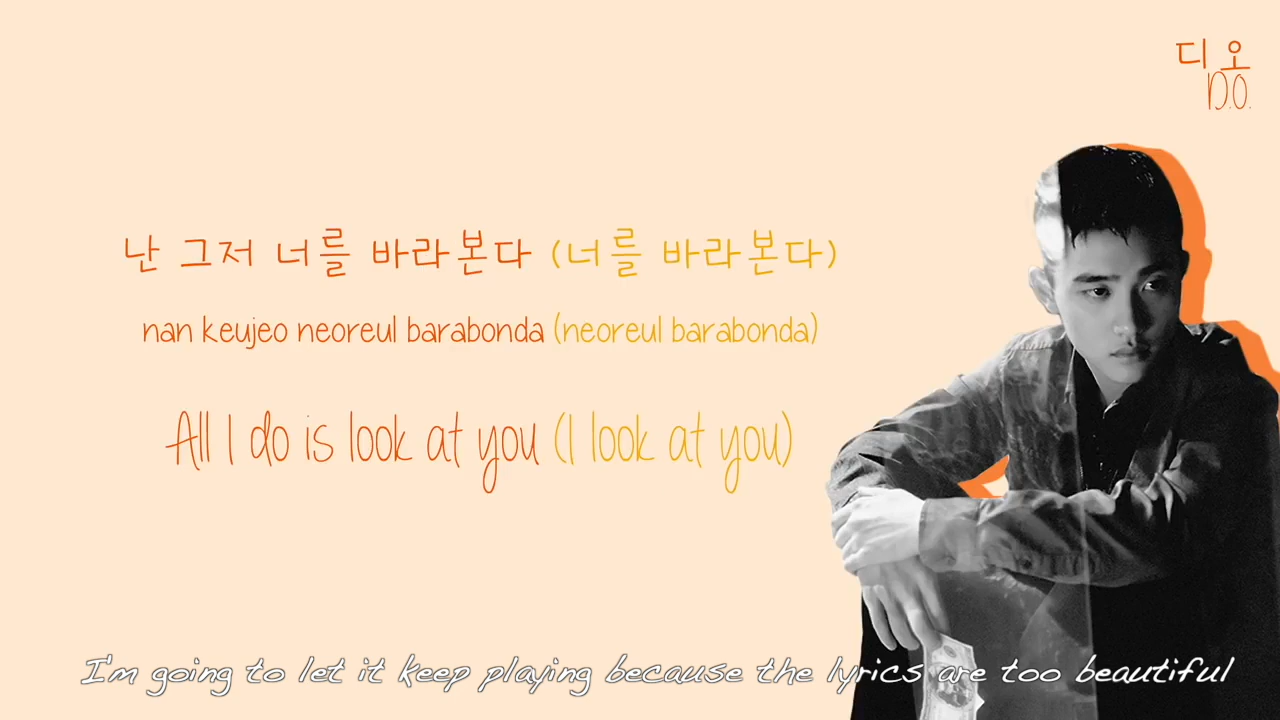 디 오
D.O.
난 그저 너를 바라본다 (너를 바라본다)
nan keujeo neoreul barabonda (neoreul barabonda)
All I do is look at you (I look at you)
I'm going to let it keep playing because the lyrics are too beautiful